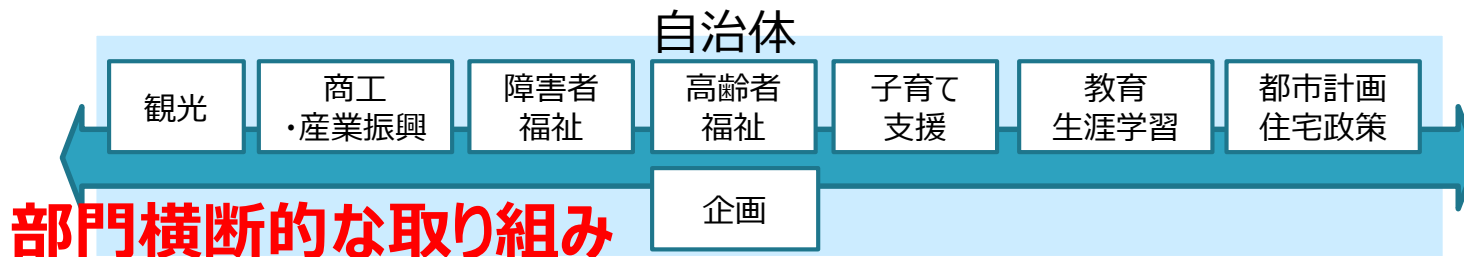 自治体
観光
商工
・産業振興
障害者
福祉
高齢者
福祉
子育て
支援
教育
生涯学習
都市計画
住宅政策
企画
部門横断的な取り組み